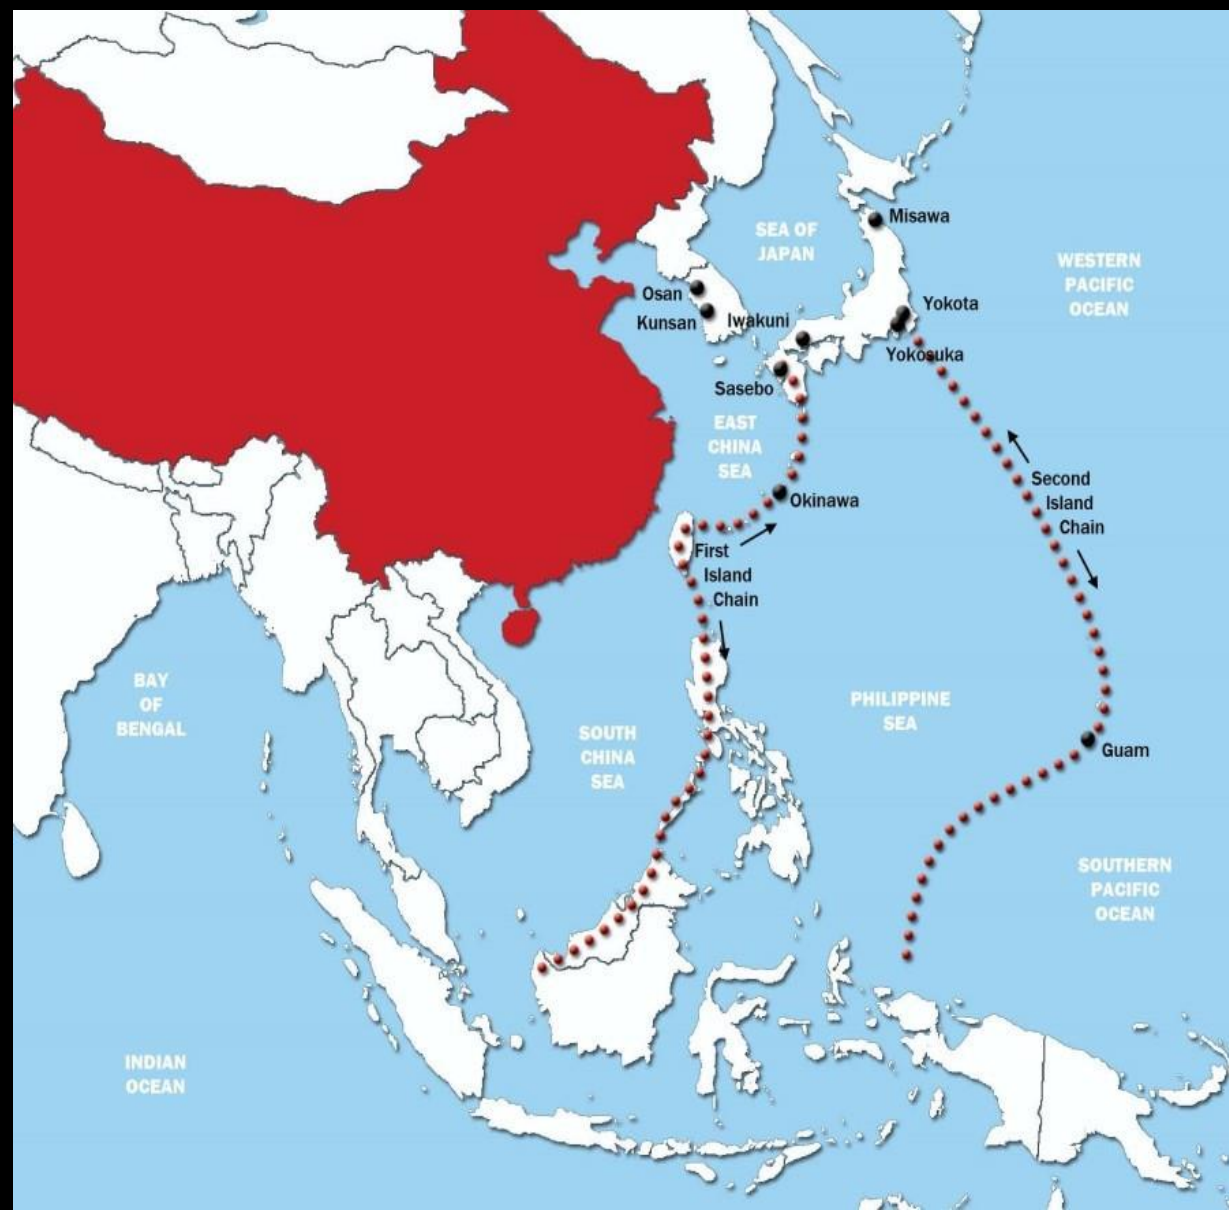 Misawa
SEA OF
JAPAN
WESTERN
PACIFIC
OCEAN
Osan
Kunsan
Iwakuni
Yokota
Yokosuka
Sasebo
EAST
CHINA
SEA
Okinawa
Second
Island
Chain
First
Island
Chain
BAY
OF
BENGAL
SOUTH
CHINA
SEA
PHILIPPINE
SEA
Guam
SOUTHERN
PACIFIC
OCEAN
INDIAN
OCEAN